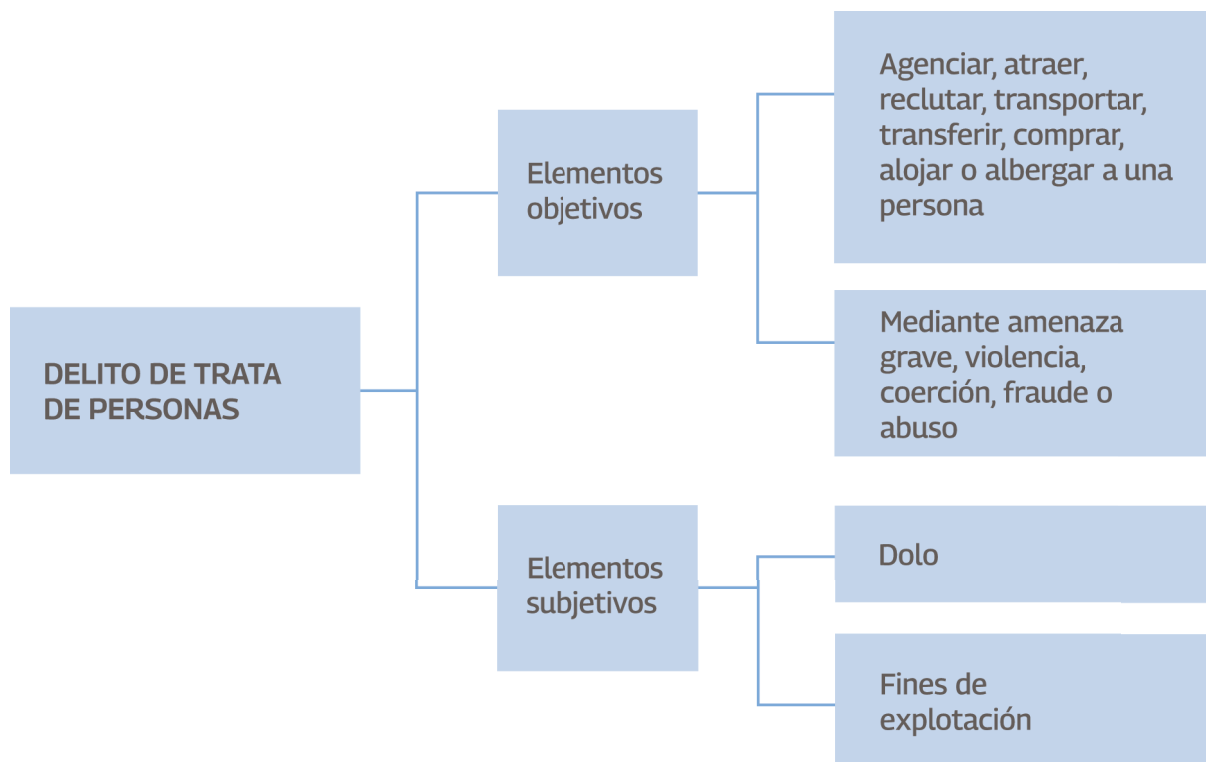 DELITO DE TRATA
DE PERSONAS
Elementos
objetivos
Agenciar, atraer,
reclutar, transportar,
transferir, comprar,
alojar o albergar a una
persona
Mediante amenaza
grave, violencia,
coerción, fraude o
abuso
Elementos
subjetivos
Dolo
Fines de
explotación